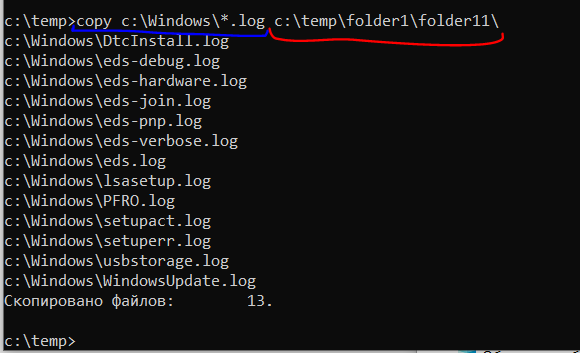 c:\temp>copy c:\Windows\*.log c:\temp\folder1\folder11\
c:\Windows\DtcInstall.log
c:\Windows\eds-debug.log
c:\Windows\eds-hardware.log
c:\Windows\eds-join.log
c:\Windows\eds-pnp.log
c:\Windows\eds-verbose.log
c:\Windows\eds.log
c:\Windows\lsasetup.log
c:\Windows\PFRO.log
c:\Windows\setupact.log
c:\Windows\setuperr.log
c:\Windows\usbstorage.log
c:\Windows\WindowsUpdate.log
Скопировано файлов:        13.
c:\temp>